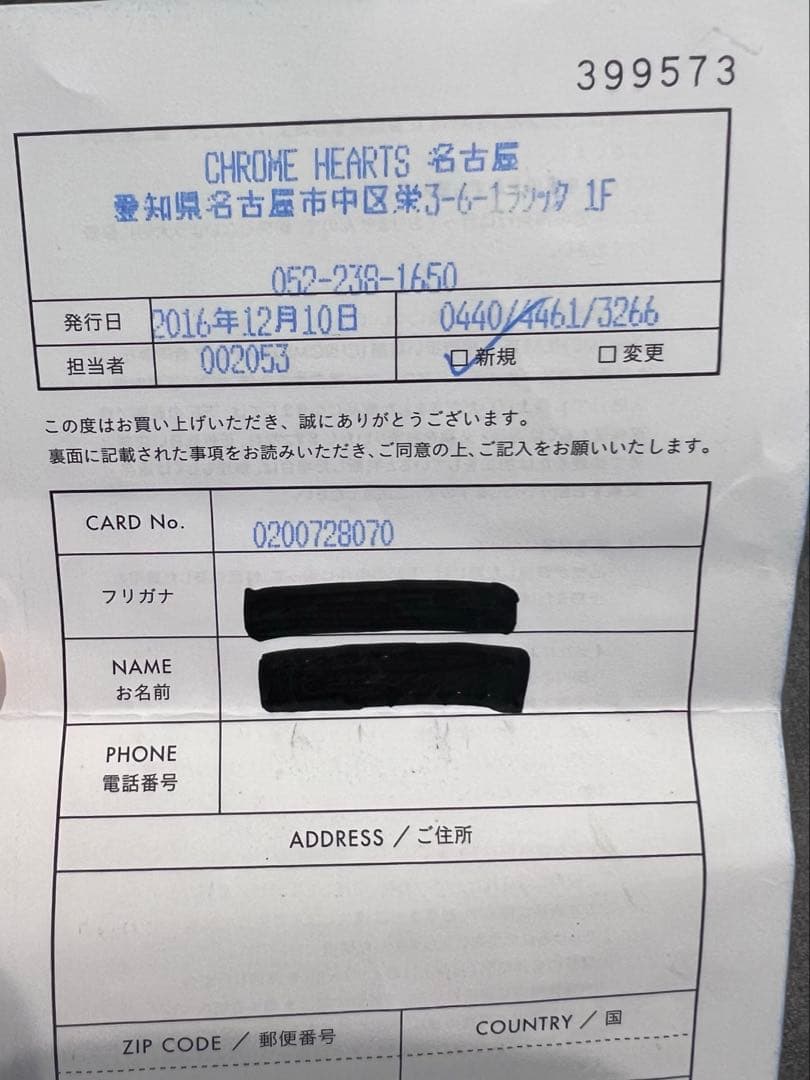 399573
CHROME HEARTS 名古屋
愛知県名古屋市中区栄3-6-1ラシック 1F
052-238-1650
発行日 2016年12月10日 0440/4461/3266
担当者 002053 ☑新規 □変更
この度はお買い上げいただき、誠にありがとうございます。
裏面に記載された事項をお読みいただき、ご同意の上、ご記入をお願いいたします。
CARD No. 0200728070
フリガナ
NAME
お名前
PHONE
電話番号
ADDRESS / ご住所
ZIP CODE / 郵便番号 COUNTRY / 国